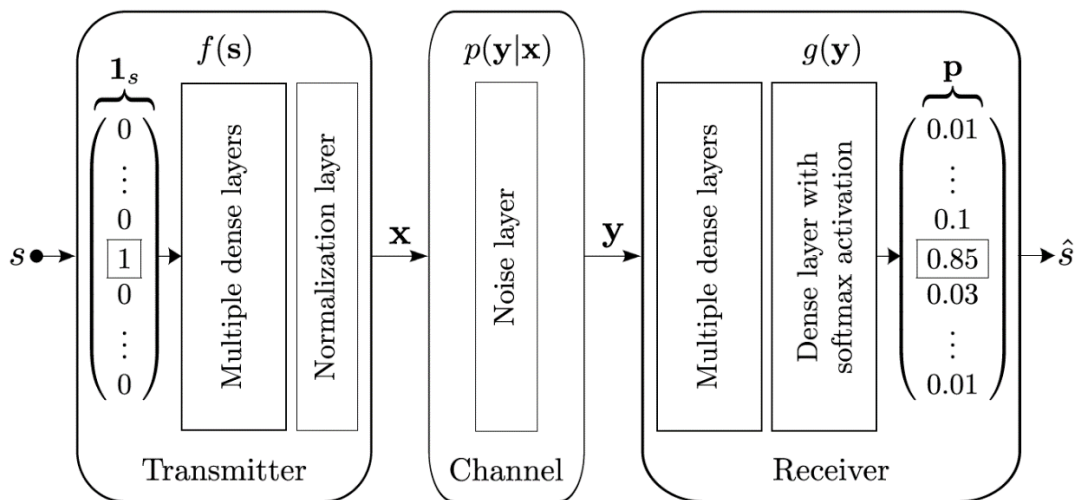 f(s)
p(y|x)
g(y)
1ₛ
p
0
⋮
0
1
0
⋮
0
s
Multiple dense layers
Normalization layer
x
Noise layer
y
Multiple dense layers
Dense layer with
softmax activation
0.01
⋮
0.1
0.85
0.03
⋮
0.01
ŝ
Transmitter
Channel
Receiver